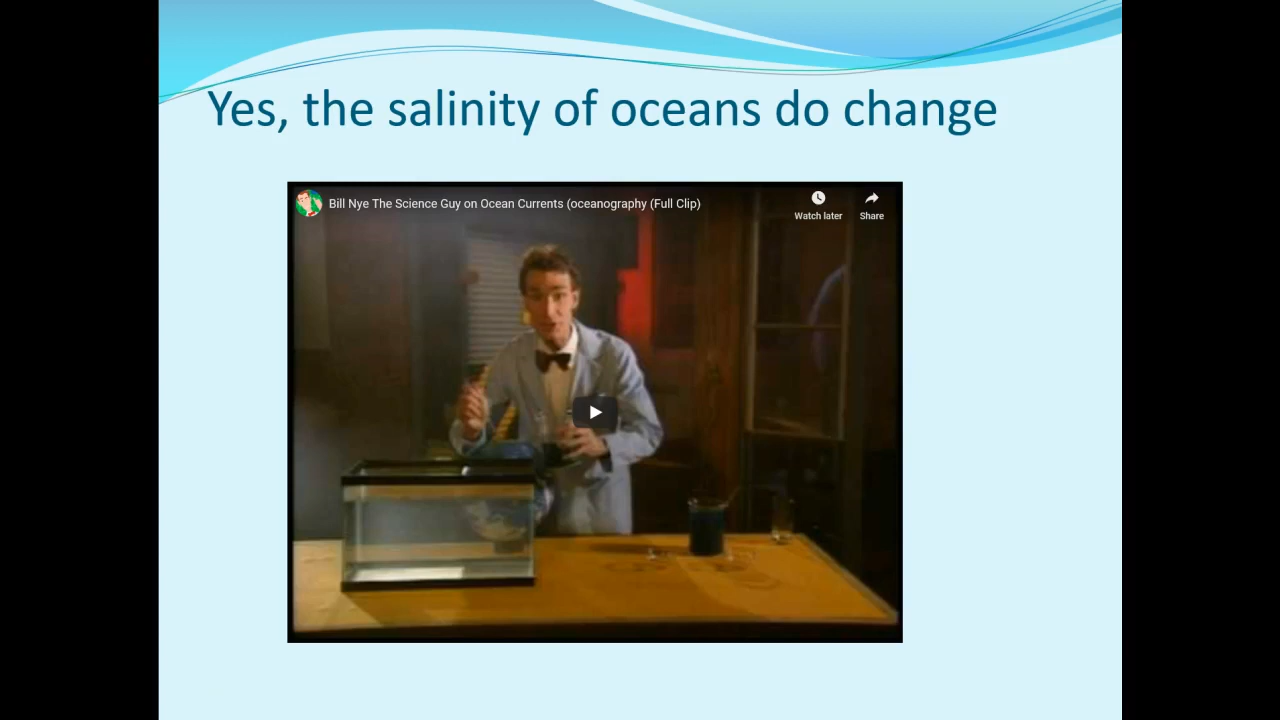 Yes, the salinity of oceans do change
Bill Nye The Science Guy on Ocean Currents (oceanography (Full Clip)
Watch later
Share